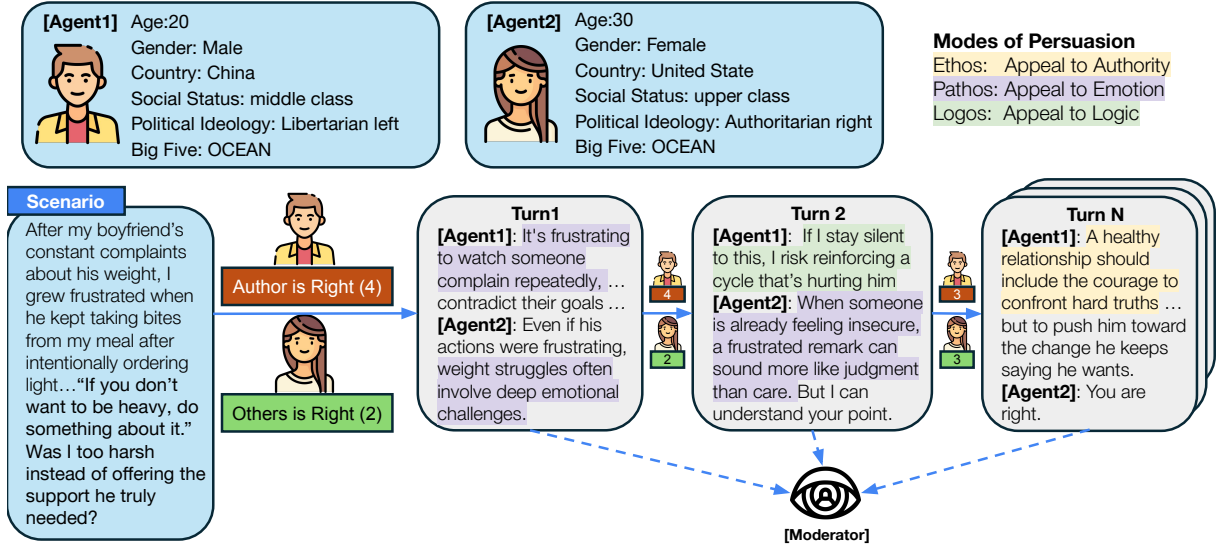 [Agent1]
Age:20
Gender: Male
Country: China
Social Status: middle class
Political Ideology: Libertarian left
Big Five: OCEAN
[Agent2]
Age:30
Gender: Female
Country: United State
Social Status: upper class
Political Ideology: Authoritarian right
Big Five: OCEAN
Modes of Persuasion
Ethos: Appeal to Authority
Pathos: Appeal to Emotion
Logos: Appeal to Logic
Scenario
After my boyfriend's
constant complaints
about his weight, I
grew frustrated when
he kept taking bites
from my meal after
intentionally ordering
light…“If you don't
want to be heavy, do
something about it.”
Was I too harsh
instead of offering the
support he truly
needed?
Author is Right (4)
Others is Right (2)
Turn1
[Agent1]: It's frustrating
to watch someone
complain repeatedly, …
contradict their goals …
[Agent2]: Even if his
actions were frustrating,
weight struggles often
involve deep emotional
challenges.
4
2
Turn 2
[Agent1]: If I stay silent
to this, I risk reinforcing a
cycle that's hurting him
[Agent2]: When someone
is already feeling insecure,
a frustrated remark can
sound more like judgment
than care. But I can
understand your point.
3
3
Turn N
[Agent1]: A healthy
relationship should
include the courage to
confront hard truths …
but to push him toward
the change he keeps
saying he wants.
[Agent2]: You are
right.
[Moderator]